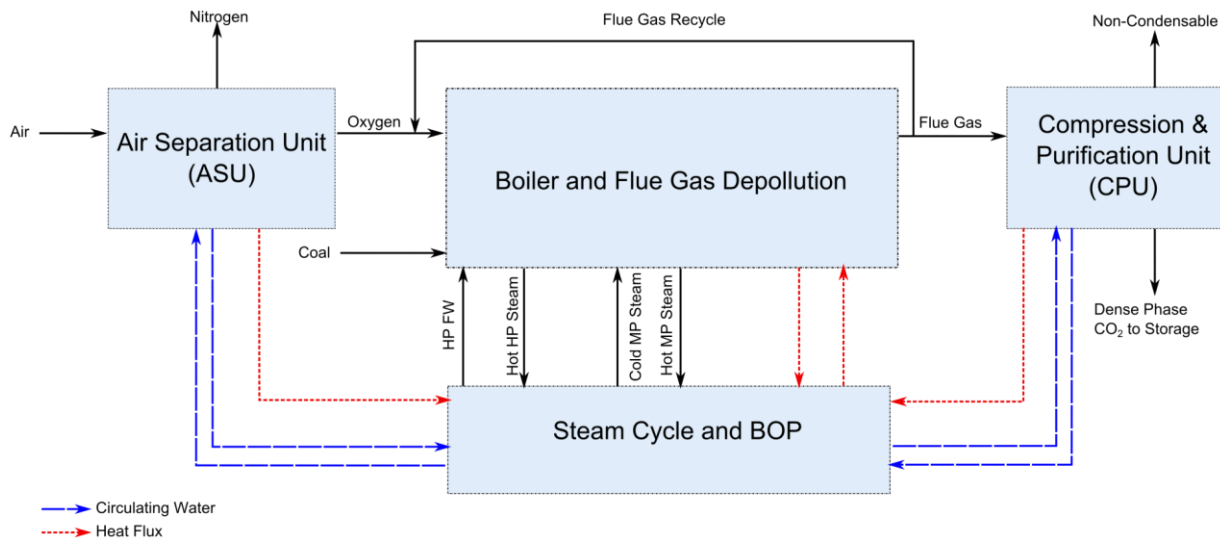 Nitrogen
Flue Gas Recycle
Non-Condensable
Air
Air Separation Unit
(ASU)
Oxygen
Boiler and Flue Gas Depollution
Flue Gas
Compression &
Purification Unit
(CPU)
Coal
HP FW
Hot HP Steam
Cold MP Steam
Hot MP Steam
Dense Phase
CO₂ to Storage
Steam Cycle and BOP
Circulating Water
Heat Flux